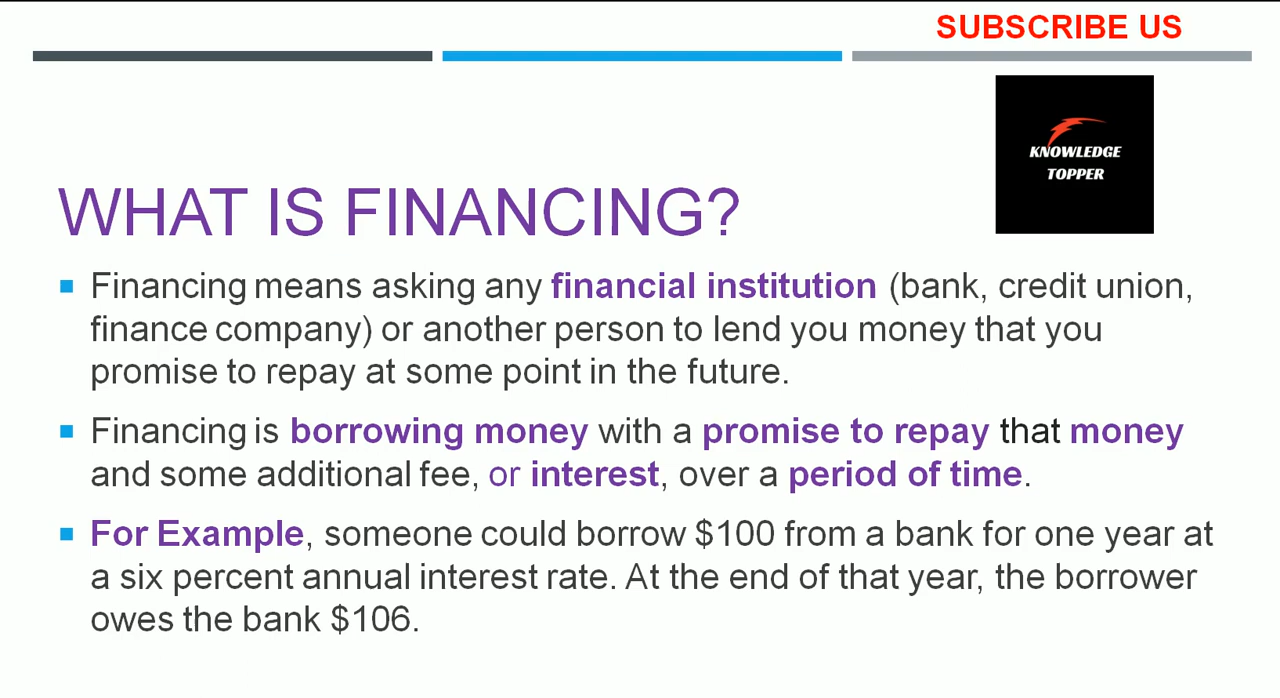 SUBSCRIBE US
KNOWLEDGE
TOPPER
WHAT IS FINANCING?
Financing means asking any financial institution (bank, credit union,
finance company) or another person to lend you money that you
promise to repay at some point in the future.
Financing is borrowing money with a promise to repay that money
and some additional fee, or interest, over a period of time.
For Example, someone could borrow $100 from a bank for one year at
a six percent annual interest rate. At the end of that year, the borrower
owes the bank $106.